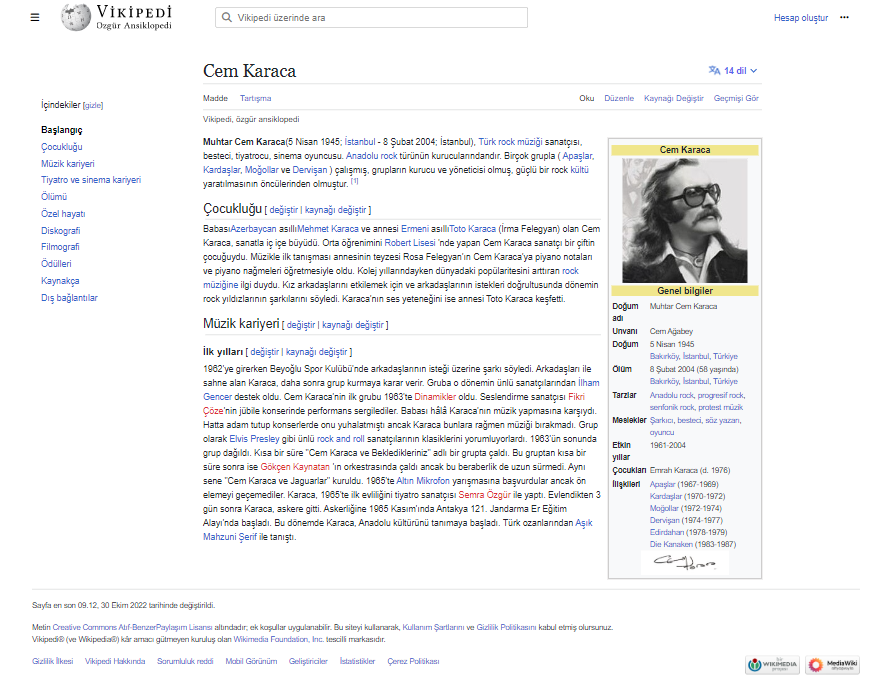 VİKİPEDİ
Özgür Ansiklopedi
Vikipedi üzerinde ara
Hesap oluştur
Cem Karaca
14 dil
İçindekiler [gizle]
Başlangıç
Çocukluğu
Müzik kariyeri
Tiyatro ve sinema kariyeri
Ölümü
Özel hayatı
Diskografi
Filmografi
Ödülleri
Kaynakça
Dış bağlantılar
Madde Tartışma Oku Düzenle Kaynağı Değiştir Geçmişi Gör
Vikipedi, özgür ansiklopedi
Muhtar Cem Karaca(5 Nisan 1945; İstanbul - 8 Şubat 2004; İstanbul), Türk rock müziği sanatçısı,
besteci, tiyatrocu, sinema oyuncusu. Anadolu rock türünün kurucularındandır. Birçok grupla ( Apaşlar,
Kardaşlar, Moğollar ve Dervişan ) çalışmış, grupların kurucu ve yöneticisi olmuş, güçlü bir rock kültü
yaratılmasının öncülerinden olmuştur. [1]
Çocukluğu [ değiştir | kaynağı değiştir ]
BabasıAzerbaycan asıllıMehmet Karaca ve annesi Ermeni asıllıToto Karaca (İrma Felegyan) olan Cem
Karaca, sanatla iç içe büyüdü. Orta öğrenimini Robert Lisesi 'nde yapan Cem Karaca sanatçı bir çiftin
çocuğuydu. Müzikle ilk tanışması annesinin teyzesi Rosa Felegyan'ın Cem Karaca'ya piyano notaları
ve piyano nağmeleri öğretmesiyle oldu. Kolej yıllarındayken dünyadaki popülaritesini arttıran rock
müziğine ilgi duydu. Kız arkadaşlarını etkilemek için ve arkadaşlarının istekleri doğrultusunda dönemin
rock yıldızlarının şarkılarını söyledi. Karaca'nın ses yeteneğini ise annesi Toto Karaca keşfetti.
Müzik kariyeri [ değiştir | kaynağı değiştir ]
İlk yılları [ değiştir | kaynağı değiştir ]
1962'ye girerken Beyoğlu Spor Kulübü'nde arkadaşlarının isteği üzerine şarkı söyledi. Arkadaşları ile
sahne alan Karaca, daha sonra grup kurmaya karar verir. Gruba o dönemin ünlü sanatçılarından İlham
Gencer destek oldu. Cem Karaca'nin ilk grubu 1963'te Dinamikler oldu. Seslendirme sanatçısı Fikri
Çöze'nin jübile konserinde performans sergilediler. Babası hâlâ Karaca'nın müzik yapmasına karşıydı.
Hatta adam tutup konserlerde onu yuhalatmıştı ancak Karaca bunlara rağmen müziği bırakmadı. Grup
olarak Elvis Presley gibi ünlü rock and roll sanatçılarının klasiklerini yorumluyorlardı. 1963'ün sonunda
grup dağıldı. Kısa bir süre "Cem Karaca ve Beklediklerimiz" adlı bir grupta çaldı. Bu gruptan kısa bir
süre sonra ise Gökçen Kaynatan 'ın orkestrasında çaldı ancak bu beraberlik de uzun sürmedi. Aynı
sene "Cem Karaca ve Jaguarlar" kuruldu. 1965'te Altın Mikrofon yarışmasına başvurdular ancak ön
elemeyi geçemediler. Karaca, 1965'te ilk evliliğini tiyatro sanatçısı Semra Özgür ile yaptı. Evlendikten 3
gün sonra Karaca, askere gitti. Askerliğine 1965 Kasım'ında Antakya 121. Jandarma Er Eğitim
Alayı'nda başladı. Bu dönemde Karaca, Anadolu kültürünü tanımaya başladı. Türk ozanlarından Aşık
Mahzuni Şerif ile tanıştı.
Cem Karaca
Genel bilgiler
Doğum adı Muhtar Cem Karaca
Unvanı Cem Ağabey
Doğum 5 Nisan 1945
Bakırköy, İstanbul, Türkiye
Ölüm 8 Şubat 2004 (58 yaşında)
Bakırköy, İstanbul, Türkiye
Tarzlar Anadolu rock, progresif rock,
senfonik rock, protest müzik
Meslekler Şarkıcı, besteci, söz yazarı,
oyuncu
Etkin yıllar 1961-2004
Çocukları Emrah Karaca (d. 1976)
İlişkileri Apaşlar (1967-1969)
Kardaşlar (1970-1972)
Moğollar (1972-1974)
Dervişan (1974-1977)
Edirdahan (1978-1979)
Die Kanaken (1983-1987)
Sayfa en son 09.12, 30 Ekim 2022 tarihinde değiştirildi.
Metin Creative Commons Atıf-BenzerPaylaşım Lisansı altındadır; ek koşullar uygulanabilir. Bu siteyi kullanarak, Kullanım Şartlarını ve Gizlilik Politikasını kabul etmiş olursunuz.
Vikipedi® (ve Wikipedia®) kâr amacı gütmeyen kuruluş olan Wikimedia Foundation, Inc. tescilli markasıdır.
Gizlilik İlkesi Vikipedi Hakkında Sorumluluk reddi Mobil Görünüm Geliştiriciler İstatistikler Çerez Politikası
WIKIMEDIA
MediaWiki